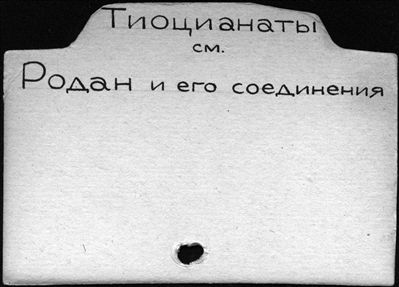 Тиоцианаты
см.
Родан и его соединения